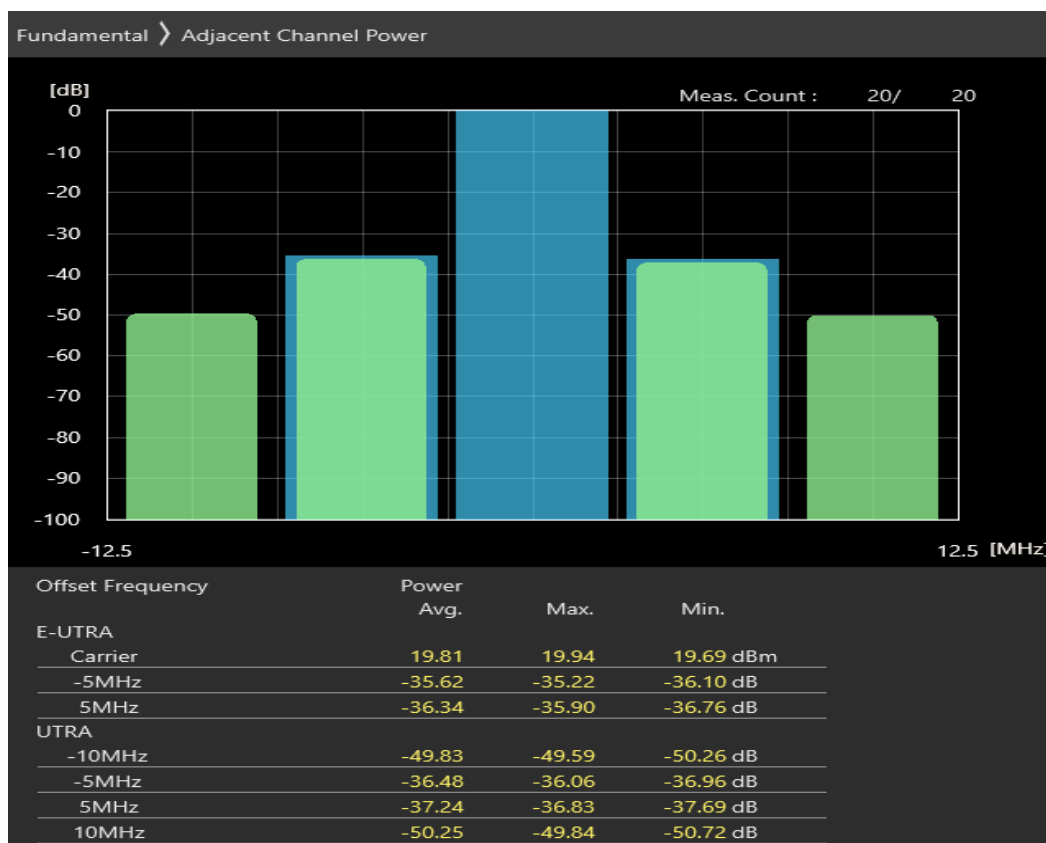 Fundamental 〉 Adjacent Channel Power
[dB]
Meas. Count : 20/ 20
0
-10
-20
-30
-40
-50
-60
-70
-80
-90
-100
-12.5 12.5 [MHz]
Offset Frequency Power
Avg. Max. Min.
E-UTRA
Carrier 19.81 19.94 19.69 dBm
-5MHz -35.62 -35.22 -36.10 dB
5MHz -36.34 -35.90 -36.76 dB
UTRA
-10MHz -49.83 -49.59 -50.26 dB
-5MHz -36.48 -36.06 -36.96 dB
5MHz -37.24 -36.83 -37.69 dB
10MHz -50.25 -49.84 -50.72 dB